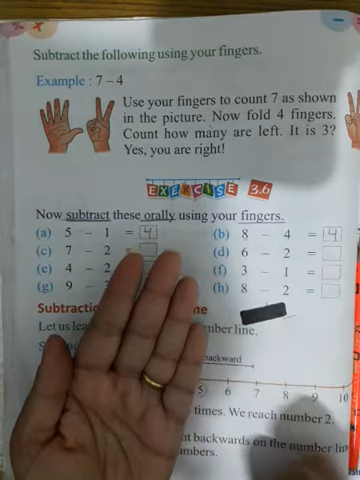 Subtract the following using your fingers.
Example : 7 – 4
Use your fingers to count 7 as shown
in the picture. Now fold 4 fingers.
Count how many are left. It is 3?
Yes, you are right!
EXERCISE 3.6
Now subtract these orally using your fingers.
(a) 5 – 1 = 4 (b) 8 – 4 = 4
(c) 7 – 2 = (d) 6 – 2 =
(e) 4 – 2 (f) 3 – 1 =
(g) 9 – (h) 8 – 2 =
Subtraction ne
Let us lea mber line.
backward
5 6 7 8 9 10
times. We reach number 2.
nt backwards on the number lin
mbers.